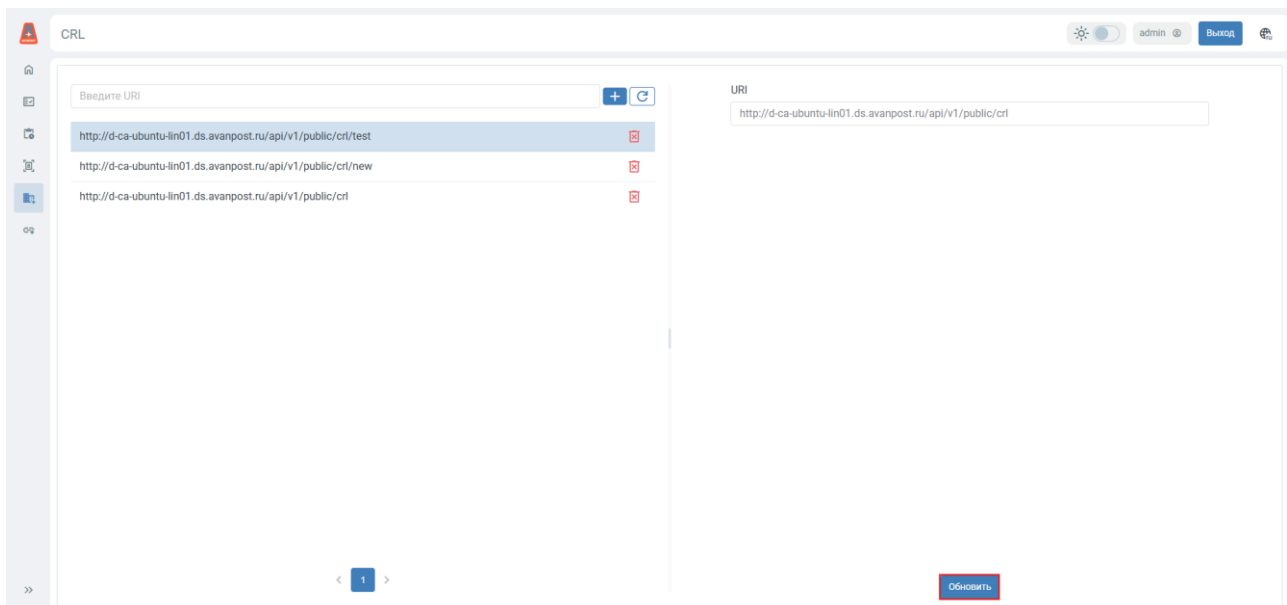 CRL
admin
Выход
ru
Введите URI
http://d-ca-ubuntu-lin01.ds.avanpost.ru/api/v1/public/crl/test
http://d-ca-ubuntu-lin01.ds.avanpost.ru/api/v1/public/crl/new
http://d-ca-ubuntu-lin01.ds.avanpost.ru/api/v1/public/crl
1
URI
http://d-ca-ubuntu-lin01.ds.avanpost.ru/api/v1/public/crl
Обновить